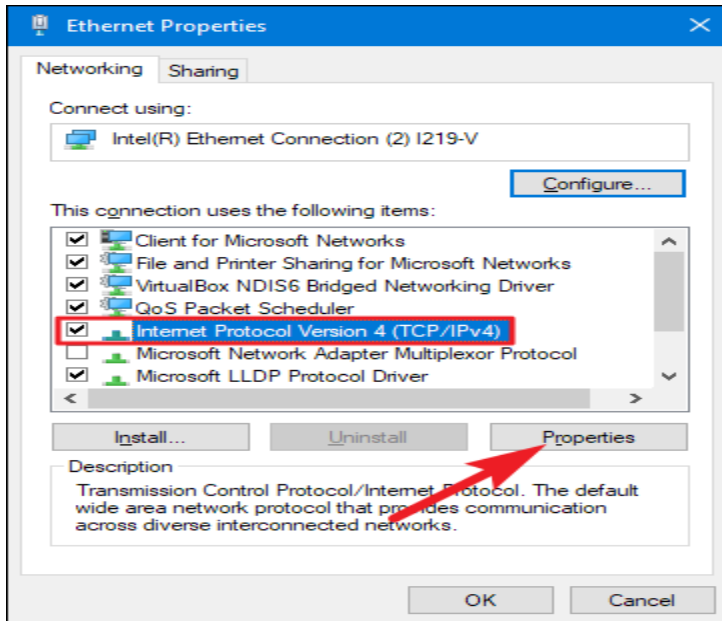 Ethernet Properties
Networking
Sharing
Connect using:
Intel(R) Ethernet Connection (2) I219-V
Configure...
This connection uses the following items:
Client for Microsoft Networks
File and Printer Sharing for Microsoft Networks
VirtualBox NDIS6 Bridged Networking Driver
QoS Packet Scheduler
Internet Protocol Version 4 (TCP/IPv4)
Microsoft Network Adapter Multiplexor Protocol
Microsoft LLDP Protocol Driver
Install...
Uninstall
Properties
Description
Transmission Control Protocol/Internet Protocol. The default
wide area network protocol that provides communication
across diverse interconnected networks.
OK
Cancel